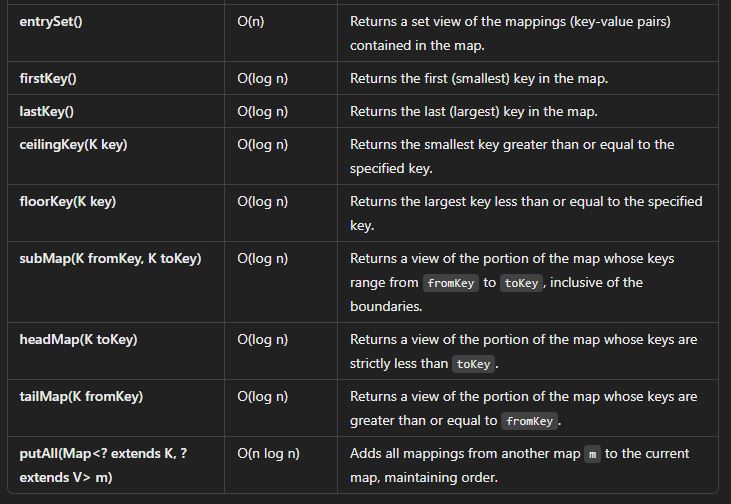 entrySet() O(n) Returns a set view of the mappings (key-value pairs)
contained in the map.
firstKey() O(log n) Returns the first (smallest) key in the map.
lastKey() O(log n) Returns the last (largest) key in the map.
ceilingKey(K key) O(log n) Returns the smallest key greater than or equal to the
specified key.
floorKey(K key) O(log n) Returns the largest key less than or equal to the specified
key.
subMap(K fromKey, K toKey) O(log n) Returns a view of the portion of the map whose keys
range from fromKey to toKey, inclusive of the
boundaries.
headMap(K toKey) O(log n) Returns a view of the portion of the map whose keys are
strictly less than toKey.
tailMap(K fromKey) O(log n) Returns a view of the portion of the map whose keys are
greater than or equal to fromKey.
putAll(Map<? extends K, ? O(n log n) Adds all mappings from another map m to the current
extends V> m) map, maintaining order.